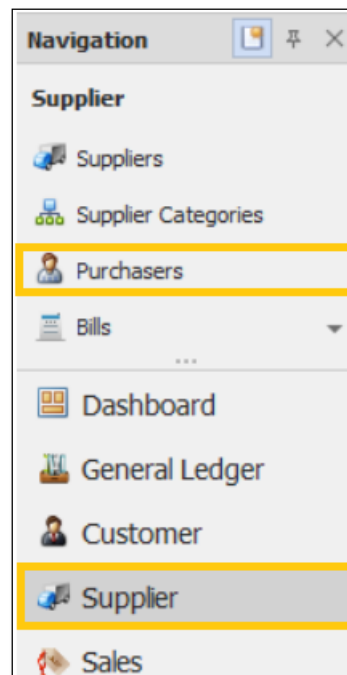 Navigation
Supplier
Suppliers
Supplier Categories
Purchasers
Bills
Dashboard
General Ledger
Customer
Supplier
Sales